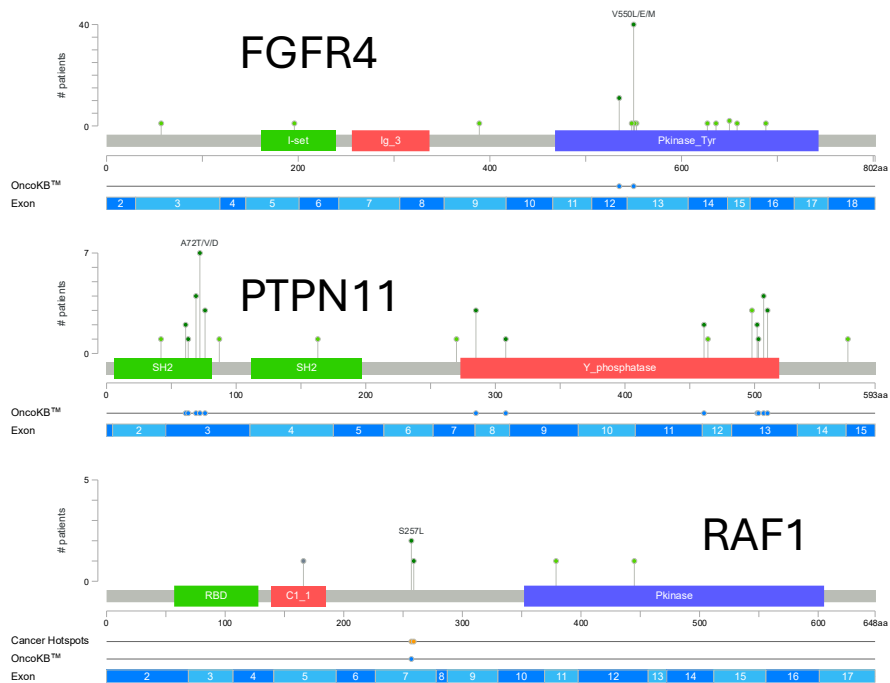 V550L/E/M
40
FGFR4
# patients
0
I-set
Ig_3
Pkinase_Tyr
0 200 400 600 802aa
OncoKB™
Exon 2 3 4 5 6 7 8 9 10 11 12 13 14 15 16 17 18
A72T/V/D
7
PTPN11
# patients
0
SH2 SH2 Y_phosphatase
0 100 200 300 400 500 593aa
OncoKB™
Exon 2 3 4 5 6 7 8 9 10 11 12 13 14 15
5
RAF1
S257L
# patients
0
RBD C1_1 Pkinase
0 100 200 300 400 500 600 648aa
Cancer Hotspots
OncoKB™
Exon 2 3 4 5 6 7 8 9 10 11 12 13 14 15 16 17